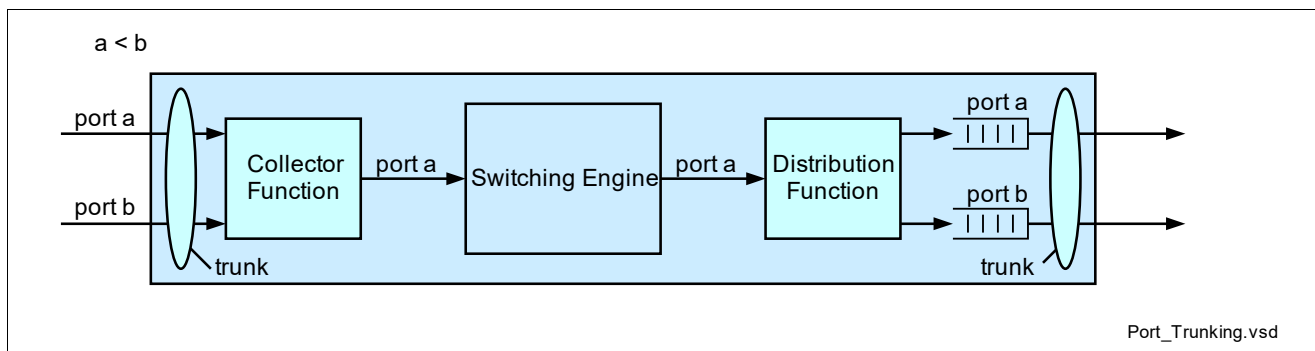 a < b
port a
port b
trunk
Collector
Function
port a
Switching Engine
port a
Distribution
Function
port a
port b
trunk
Port_Trunking.vsd